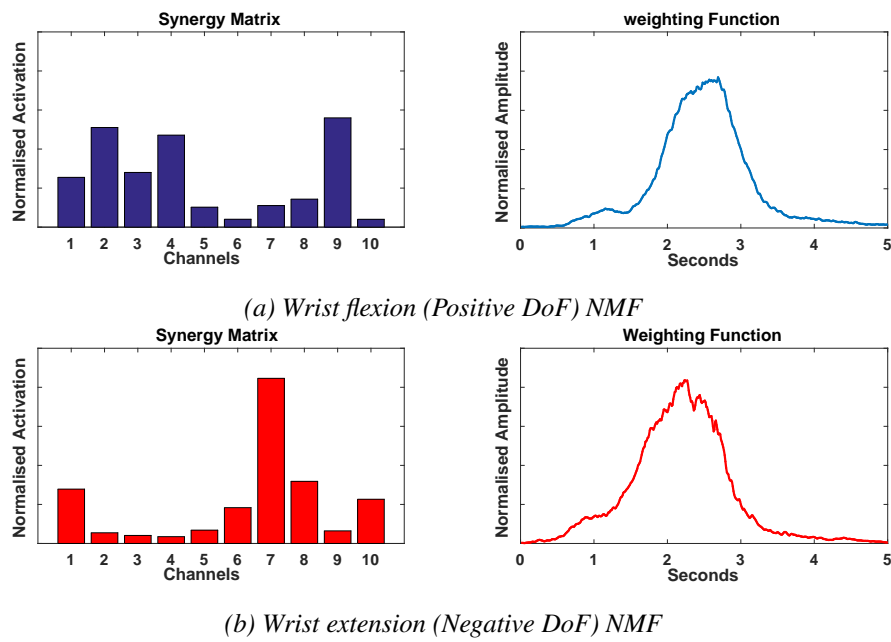 Synergy Matrix
weighting Function
Normalised Activation
Normalised Amplitude
1 2 3 4 5 6 7 8 9 10
0 1 2 3 4 5
Channels
Seconds
(a) Wrist flexion (Positive DoF) NMF
Synergy Matrix
Weighting Function
Normalised Activation
Normalised Amplitude
1 2 3 4 5 6 7 8 9 10
0 1 2 3 4 5
Channels
Seconds
(b) Wrist extension (Negative DoF) NMF